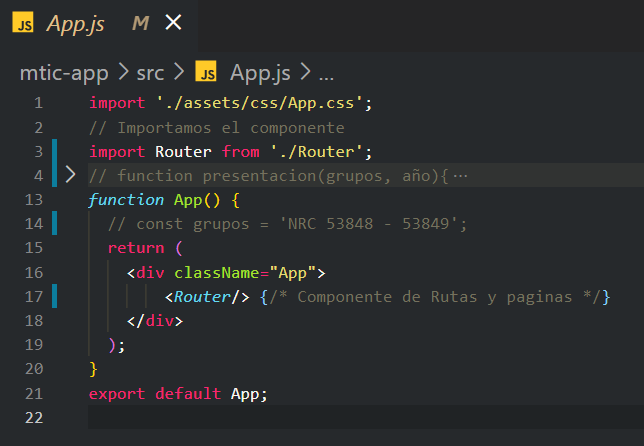 JS App.js M ×
mtic-app > src > JS App.js > ...
1 import './assets/css/App.css';
2 // Importamos el componente
3 import Router from './Router';
4 > // function presentacion(grupos, año){ ···
13 function App() {
14 // const grupos = 'NRC 53848 - 53849';
15 return (
16 <div className="App">
17 <Router/> {/* Componente de Rutas y paginas */}
18 </div>
19 );
20 }
21 export default App;
22